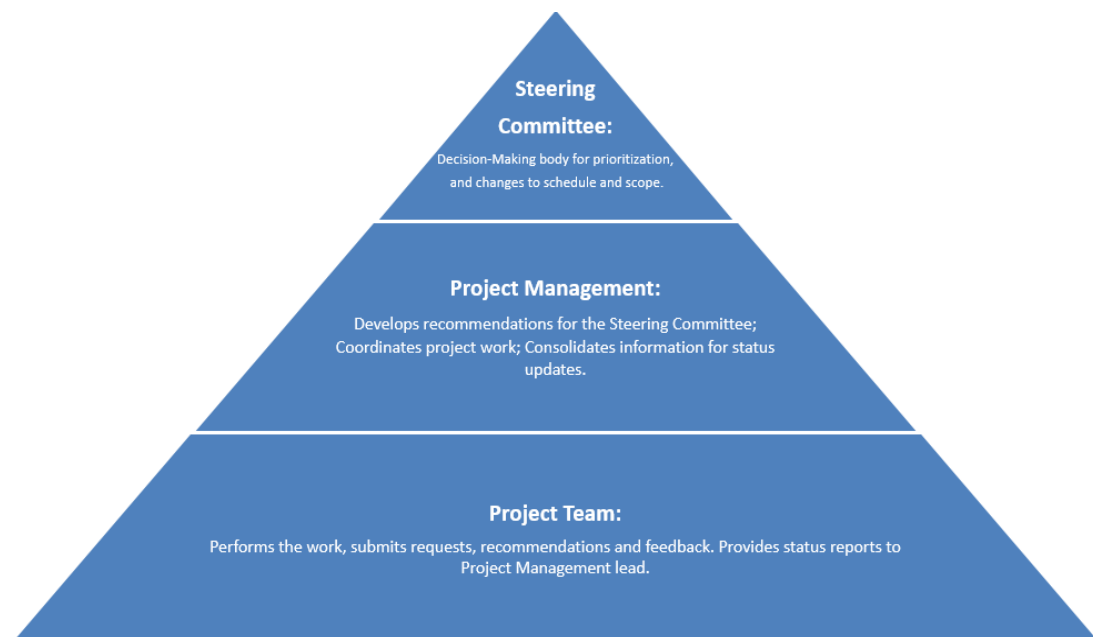 Steering
Committee:
Decision-Making body for prioritization,
and changes to schedule and scope.
Project Management:
Develops recommendations for the Steering Committee;
Coordinates project work; Consolidates information for status
updates.
Project Team:
Performs the work, submits requests, recommendations and feedback. Provides status reports to
Project Management lead.